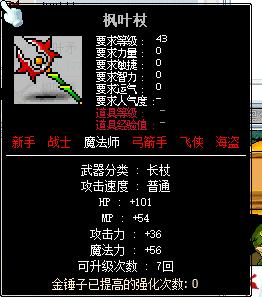 枫叶杖
要求等级: 43
要求力量: 0
要求敏捷: 0
要求智力: 0
要求运气: 0
要求人气度: -
道具等级: -
道具经验值: -
新手 战士 魔法师 弓箭手 飞侠 海盗
武器分类: 长杖
攻击速度: 普通
HP: +101
MP: +54
攻击力: +36
魔法力: +56
可升级次数: 7回
金锤子已提高的强化次数: 0